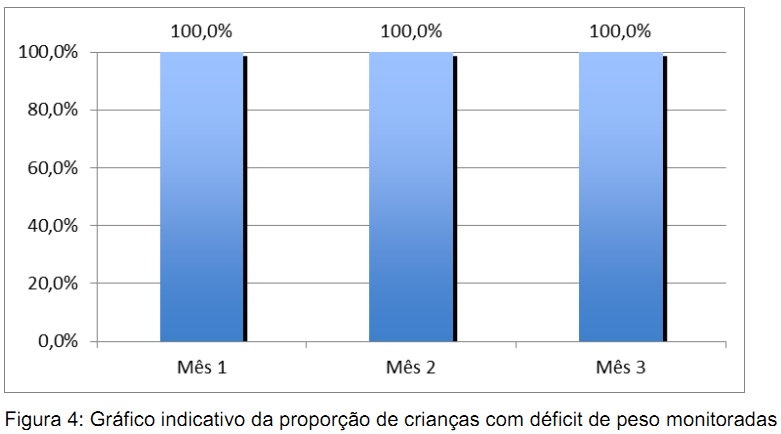 100,0% 100,0% 100,0%
100,0%
80,0%
60,0%
40,0%
20,0%
0,0%
Mês 1 Mês 2 Mês 3
Figura 4: Gráfico indicativo da proporção de crianças com déficit de peso monitoradas